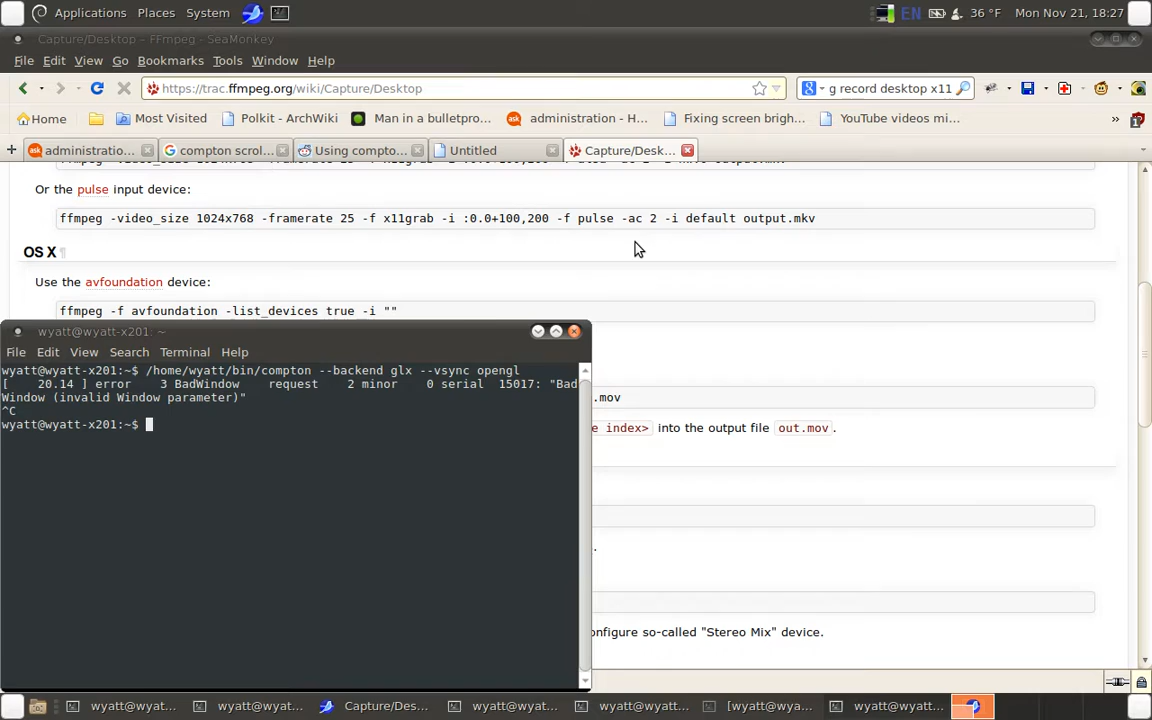 Applications Places System EN 36 °F Mon Nov 21, 18:27
Capture/Desktop – FFmpeg - SeaMonkey
File Edit View Go Bookmarks Tools Window Help
https://trac.ffmpeg.org/wiki/Capture/Desktop g record desktop x11
Home Most Visited Polkit - ArchWiki Man in a bulletpro... administration - H... Fixing screen brigh... YouTube videos mi... »
administratio... compton scrol... Using compto... Untitled Capture/Desk...
Or the pulse input device:
ffmpeg -video_size 1024x768 -framerate 25 -f x11grab -i :0.0+100,200 -f pulse -ac 2 -i default output.mkv
OS X ¶
Use the avfoundation device:
ffmpeg -f avfoundation -list_devices true -i ""
wyatt@wyatt-x201: ~
File Edit View Search Terminal Help
wyatt@wyatt-x201:~$ /home/wyatt/bin/compton --backend glx --vsync opengl
[ 20.14 ] error 3 BadWindow request 2 minor 0 serial 15017: "Bad
Window (invalid Window parameter)"
^C
wyatt@wyatt-x201:~$
.mov
e index> into the output file out.mov.
.
onfigure so-called "Stereo Mix" device.
wyatt@wyat... wyatt@wyat... Capture/Des... wyatt@wyat... wyatt@wyat... [wyatt@wya... wyatt@wyat...